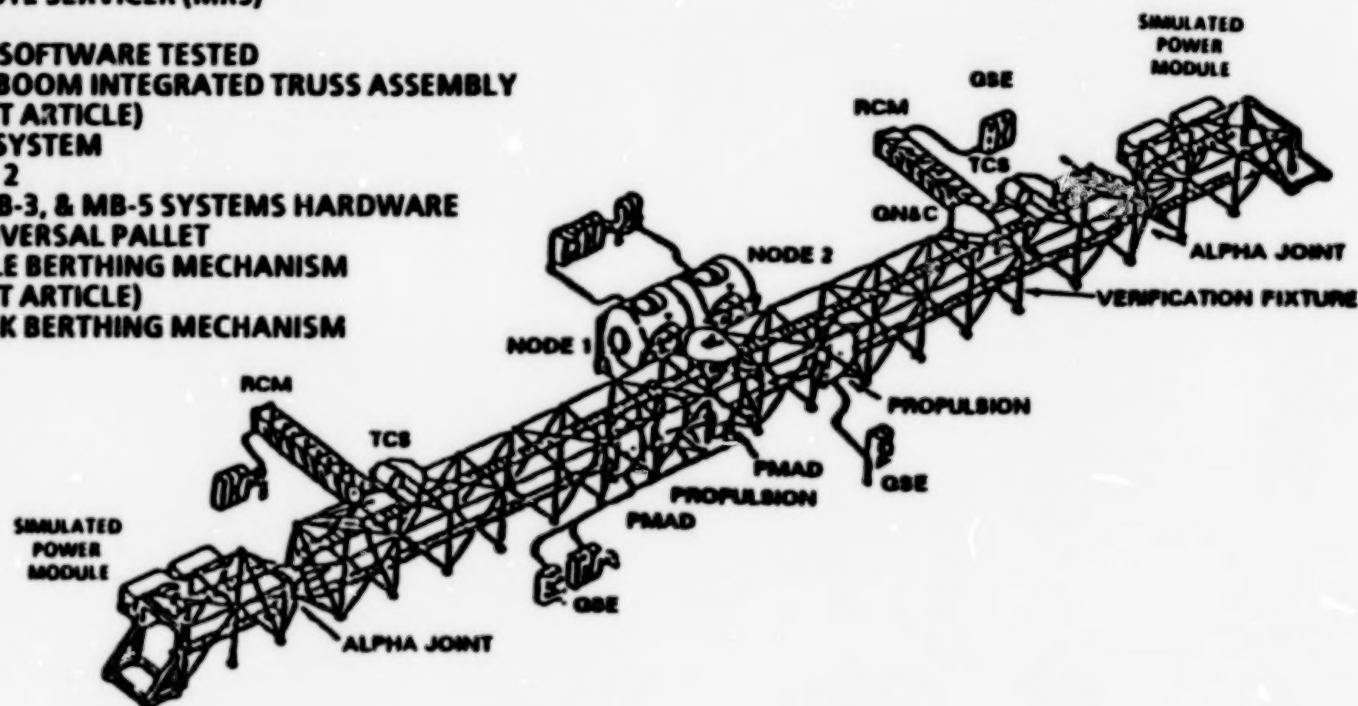 SOFTWARE TESTED
BOOM INTEGRATED TRUSS ASSEMBLY
ARTICLE)
SYSTEM
2
& MB-5 SYSTEMS HARDWARE
PALLET
BERTHING MECHANISM
ARTICLE)
BERTHING MECHANISM
SIMULATED
POWER
MODULE
GSE
RCM
TCS
GN&C
ALPHA JOINT
VERIFICATION FIXTURE
NODE 2
NODE 1
PROPULSION
RCM
TCS
PMAD
GSE
PROPULSION
PMAD
SIMULATED
POWER
MODULE
GSE
ALPHA JOINT